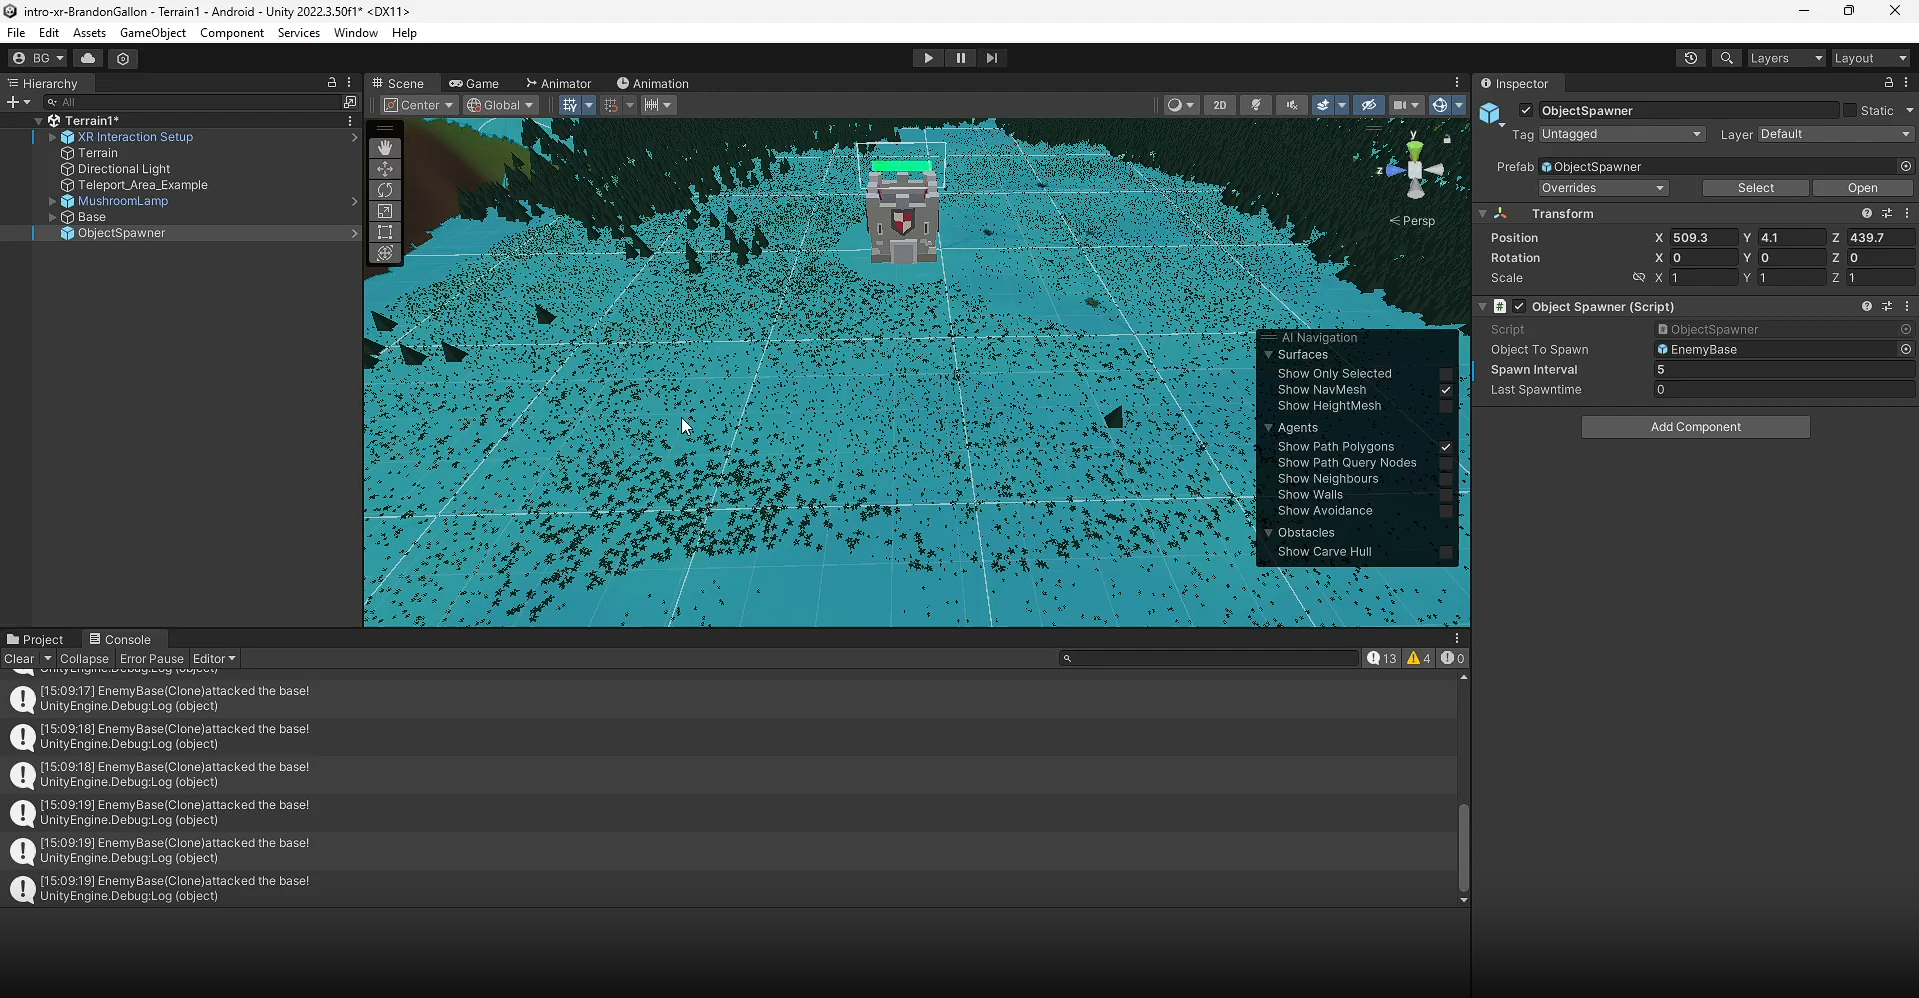 intro-xr-BrandonGallon - Terrain1 - Android - Unity 2022.3.50f1* <DX11>
File Edit Assets GameObject Component Services Window Help
BG
Layers
Layout
Hierarchy
Scene
Game
Animator
Animation
Inspector
All
Center
Global
2D
Terrain1*
XR Interaction Setup
Terrain
Directional Light
Teleport_Area_Example
MushroomLamp
Base
ObjectSpawner
y
z
Persp
AI Navigation
Surfaces
Show Only Selected
Show NavMesh
Show HeightMesh
Agents
Show Path Polygons
Show Path Query Nodes
Show Neighbours
Show Walls
Show Avoidance
Obstacles
Show Carve Hull
ObjectSpawner
Static
Tag Untagged
Layer Default
Prefab ObjectSpawner
Overrides
Select
Open
Transform
Position X 509.3 Y 4.1 Z 439.7
Rotation X 0 Y 0 Z 0
Scale X 1 Y 1 Z 1
# Object Spawner (Script)
Script ObjectSpawner
Object To Spawn EnemyBase
Spawn Interval 5
Last Spawntime 0
Add Component
Project
Console
Clear Collapse Error Pause Editor
13 4 0
UnityEngine.Debug:Log (object)
[15:09:17] EnemyBase(Clone)attacked the base!
UnityEngine.Debug:Log (object)
[15:09:18] EnemyBase(Clone)attacked the base!
UnityEngine.Debug:Log (object)
[15:09:18] EnemyBase(Clone)attacked the base!
UnityEngine.Debug:Log (object)
[15:09:19] EnemyBase(Clone)attacked the base!
UnityEngine.Debug:Log (object)
[15:09:19] EnemyBase(Clone)attacked the base!
UnityEngine.Debug:Log (object)
[15:09:19] EnemyBase(Clone)attacked the base!
UnityEngine.Debug:Log (object)